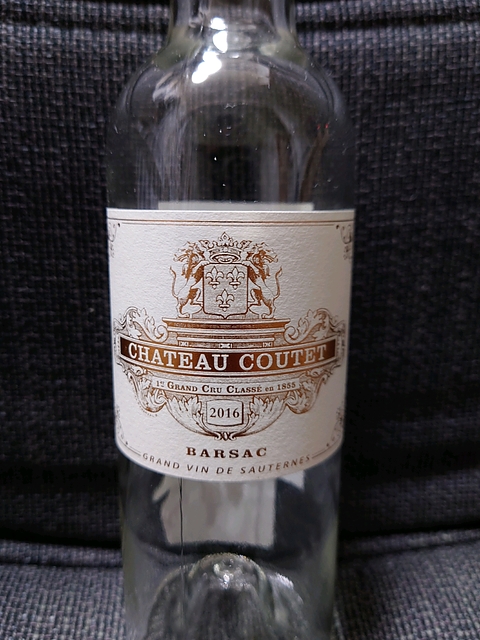 CHATEAU COUTET
1er GRAND CRU CLASSÉ en 1855
2016
BARSAC
GRAND VIN DE SAUTERNES